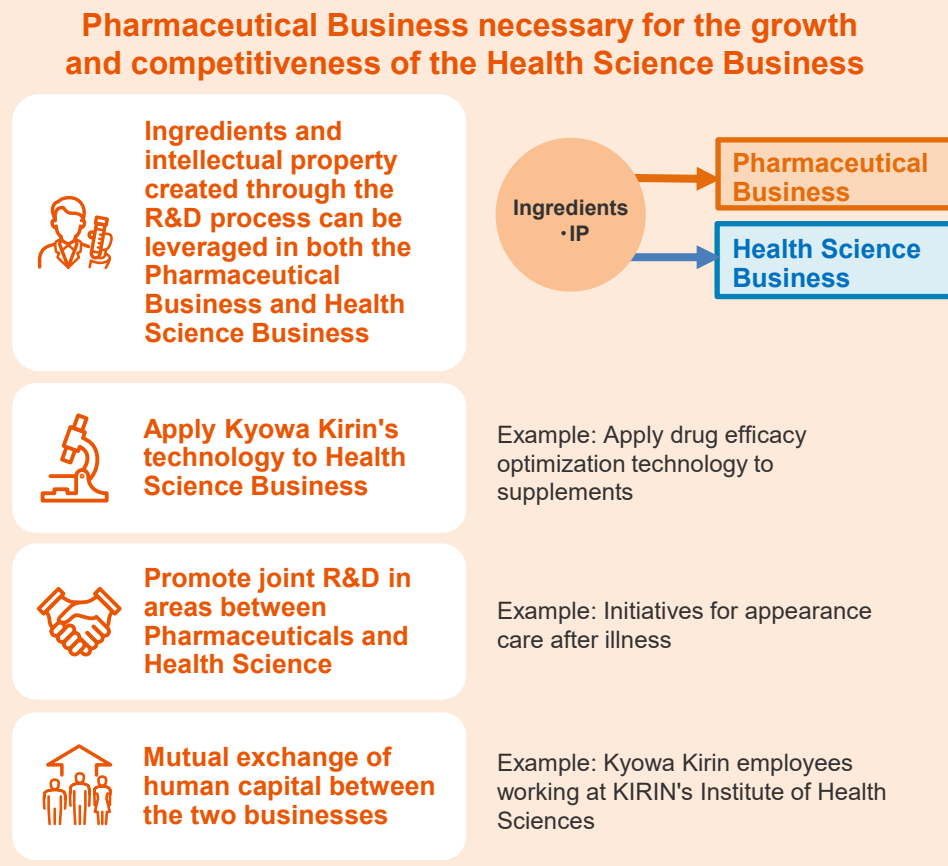 Pharmaceutical Business necessary for the growth
and competitiveness of the Health Science Business
Ingredients and
intellectual property
created through the
R&D process can be
leveraged in both the
Pharmaceutical
Business and Health
Science Business
Ingredients
・IP
Pharmaceutical
Business
Health Science
Business
Apply Kyowa Kirin's
technology to Health
Science Business
Example: Apply drug efficacy
optimization technology to
supplements
Promote joint R&D in
areas between
Pharmaceuticals and
Health Science
Example: Initiatives for appearance
care after illness
Mutual exchange of
human capital between
the two businesses
Example: Kyowa Kirin employees
working at KIRIN's Institute of Health
Sciences